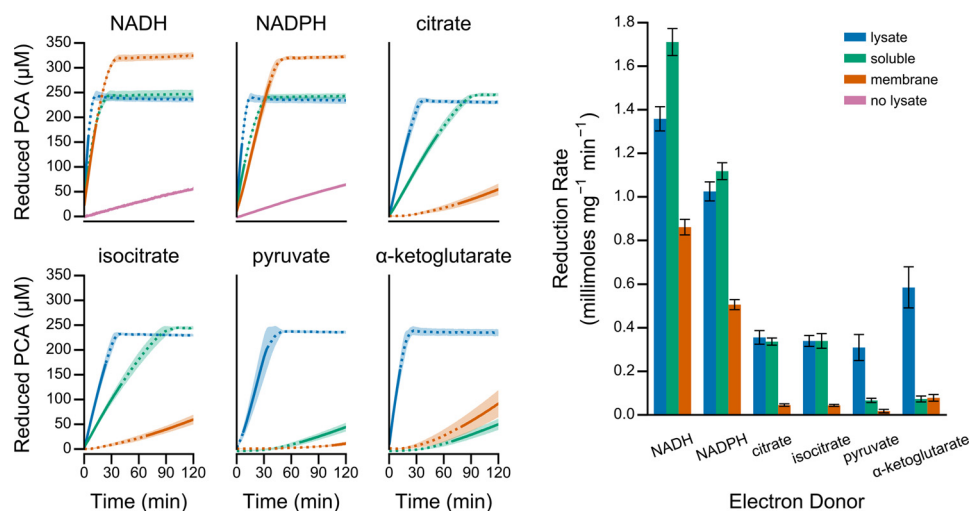 NADH
NADPH
citrate
Reduced PCA (μM)
350
300
250
200
150
100
50
0
isocitrate
pyruvate
α-ketoglutarate
Reduced PCA (μM)
350
300
250
200
150
100
50
0
0 30 60 90 120
0 30 60 90 120
0 30 60 90 120
Time (min)
Time (min)
Time (min)
Reduction Rate
(millimoles mg⁻¹ min⁻¹)
1.8
1.6
1.4
1.2
1.0
0.8
0.6
0.4
0.2
0.0
lysate
soluble
membrane
no lysate
NADH
NADPH
citrate
isocitrate
pyruvate
α-ketoglutarate
Electron Donor